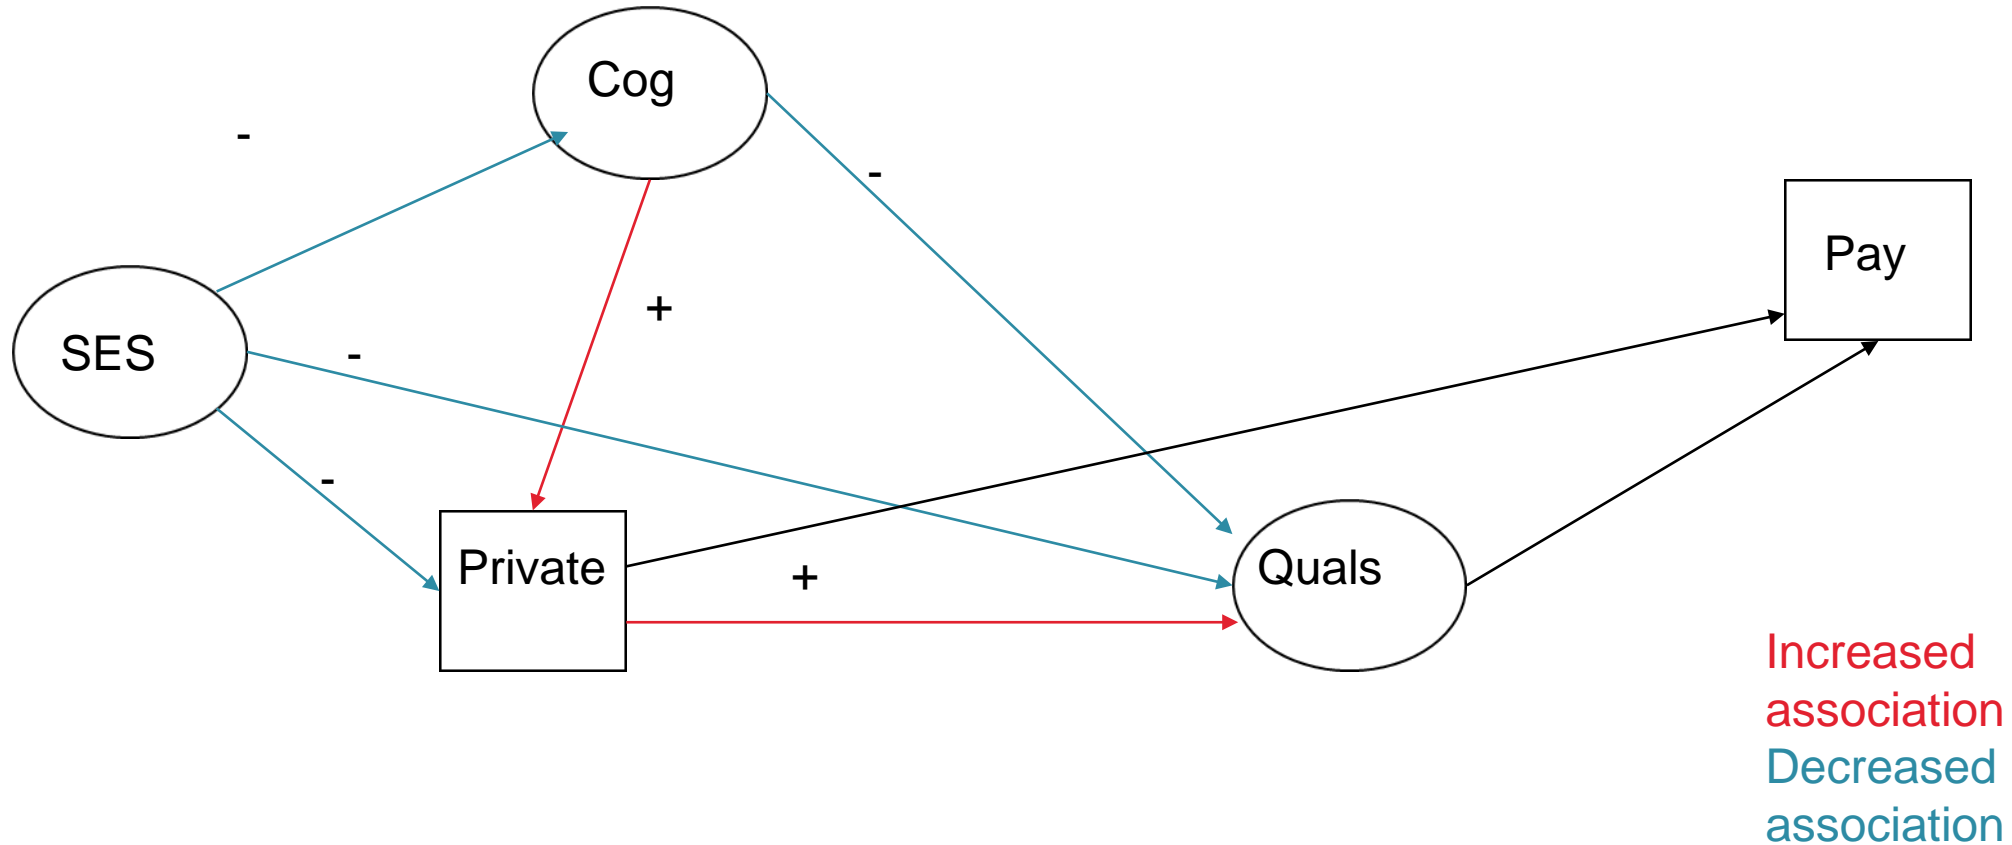 Cog
-
-
Pay
+
SES
-
-
Private
+
Quals
Increased
association
Decreased
association